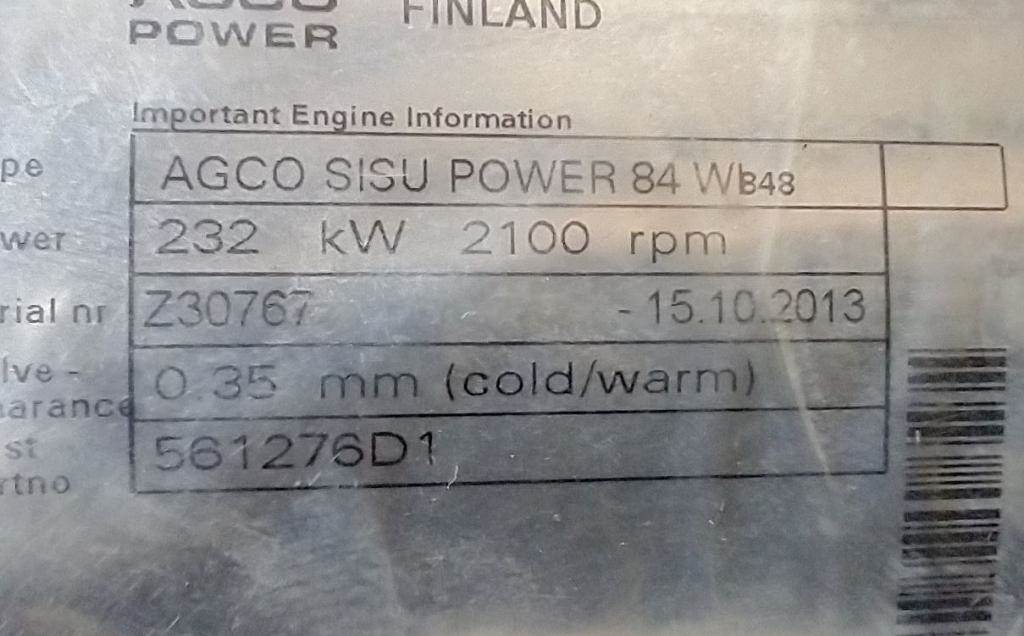 AGCO
POWER
FINLAND
Important Engine Information
pe AGCO SISU POWER 84 WB48
wer 232 kW 2100 rpm
rial nr Z30767 - 15.10.2013
lve - 0.35 mm (cold/warm)
arance
st 561276D1
rtno